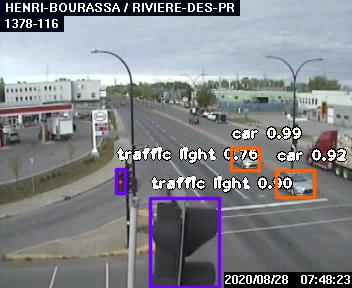 HENRI-BOURASSA / RIVIERE-DES-PR
1378-116
car 0.99
traffic light 0.76 car 0.92
traffic light 0.90
2020/08/28 07:48:23